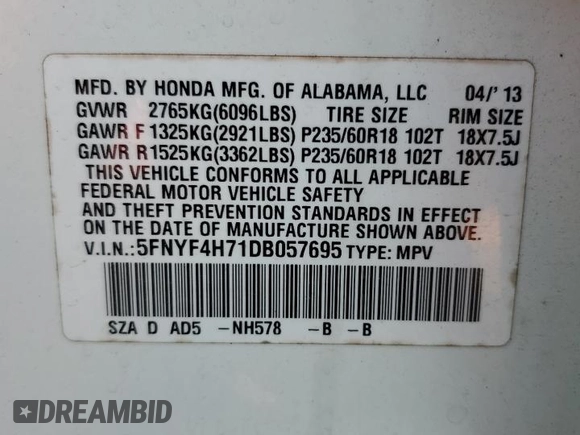 MFD. BY HONDA MFG. OF ALABAMA, LLC 04/'13
GVWR 2765KG(6096LBS) TIRE SIZE RIM SIZE
GAWR F 1325KG(2921LBS) P235/60R18 102T 18X7.5J
GAWR R 1525KG(3362LBS) P235/60R18 102T 18X7.5J
THIS VEHICLE CONFORMS TO ALL APPLICABLE
FEDERAL MOTOR VEHICLE SAFETY
AND THEFT PREVENTION STANDARDS IN EFFECT
ON THE DATE OF MANUFACTURE SHOWN ABOVE.
V.I.N.:5FNYF4H71DB057695 TYPE: MPV
SZA D AD5 -NH578 -B -B
DREAMBID